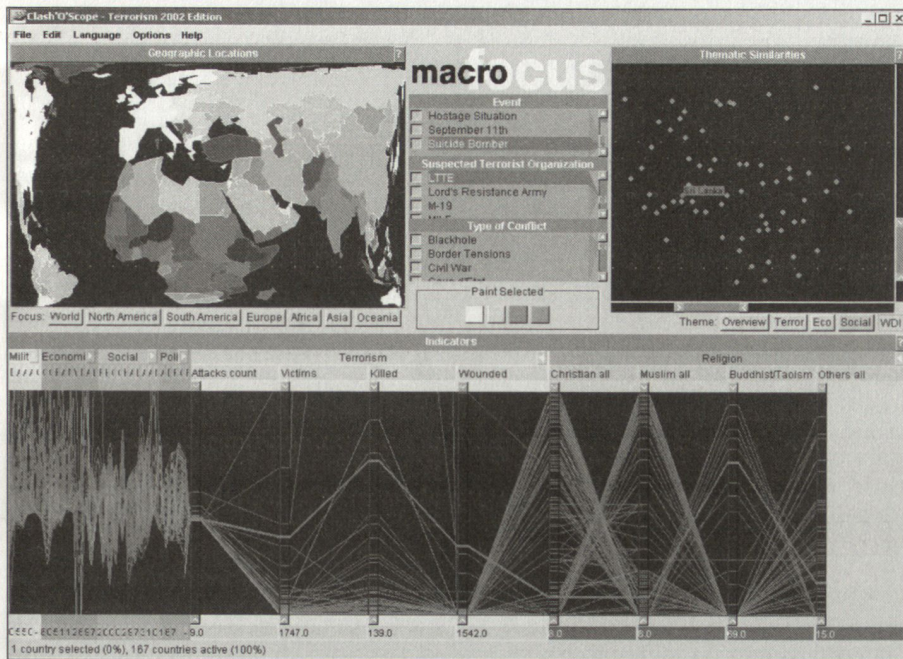 Clash'O'Scope - Terrorism 2002 Edition
File Edit Language Options Help
Geographic Locations ?
macro focus
Thematic Similarities ?
Event
Hostage Situation
September 11th
Suicide Bomber
Suspected Terrorist Organization
LTTE
Lord's Resistance Army
M-19
Type of Conflict
Blackhole
Border Tensions
Civil War
Paint Selected
Sri Lanka
Focus: World North America South America Europe Africa Asia Oceania
Theme: Overview Terror Eco Social WDI
Indicators ?
Milit Economi Social Poli Terrorism Religion
Attacks count Victims Killed Wounded Christian all Muslim all Buddhist/Taoism Others all
9.0 1747.0 139.0 1542.0 59.0 15.0
1 country selected (0%), 167 countries active (100%)